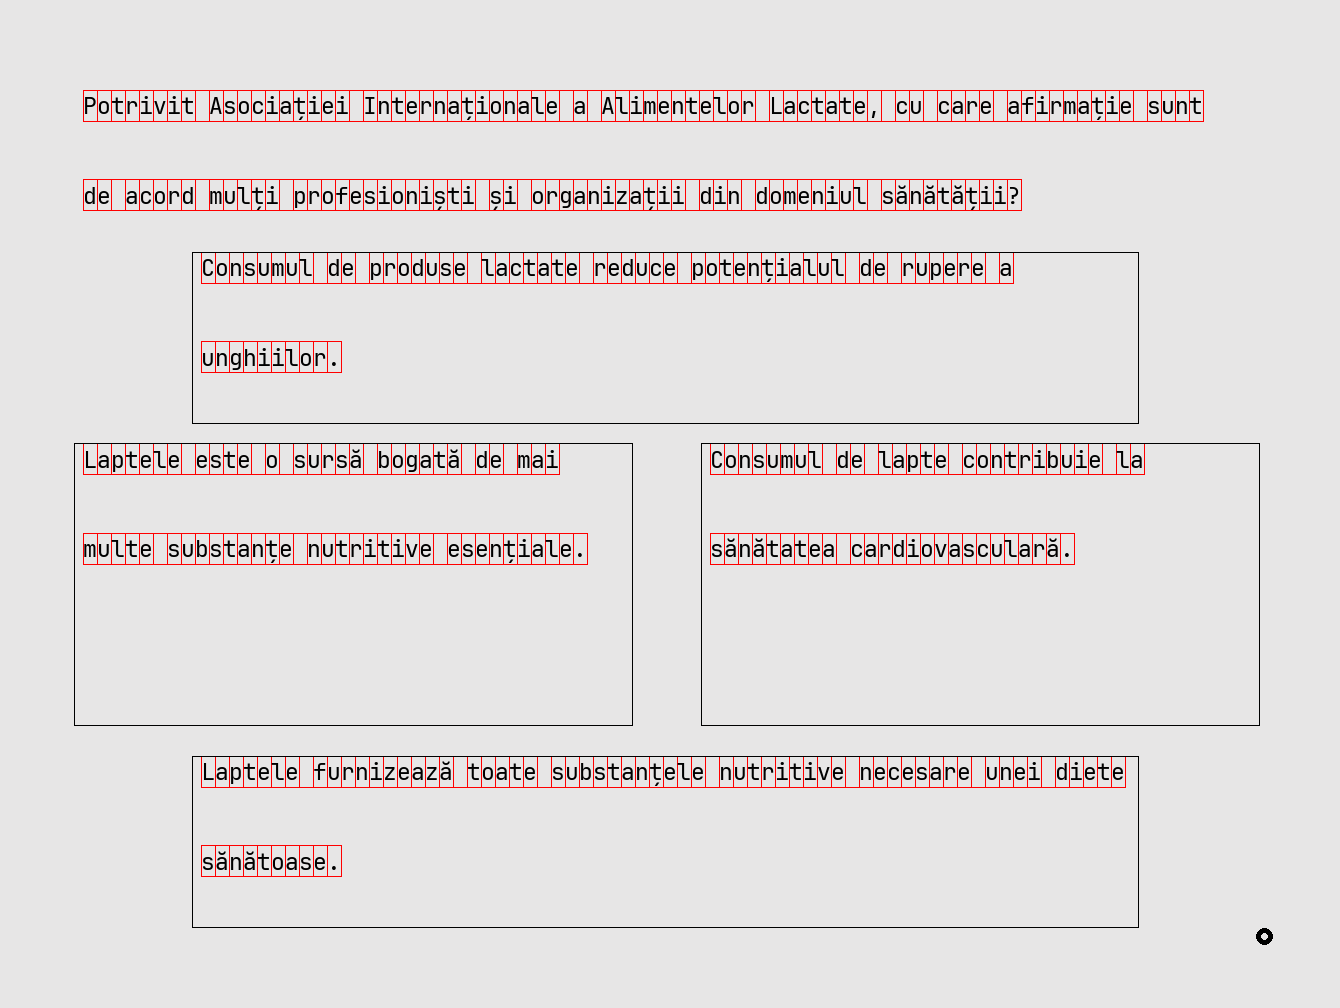 Potrivit Asociației Internaționale a Alimentelor Lactate, cu care afirmație sunt
de acord mulți profesioniști și organizații din domeniul sănătății?
Consumul de produse lactate reduce potențialul de rupere a
unghiilor.
Laptele este o sursă bogată de mai
multe substanțe nutritive esențiale.
Consumul de lapte contribuie la
sănătatea cardiovasculară.
Laptele furnizează toate substanțele nutritive necesare unei diete
sănătoase.